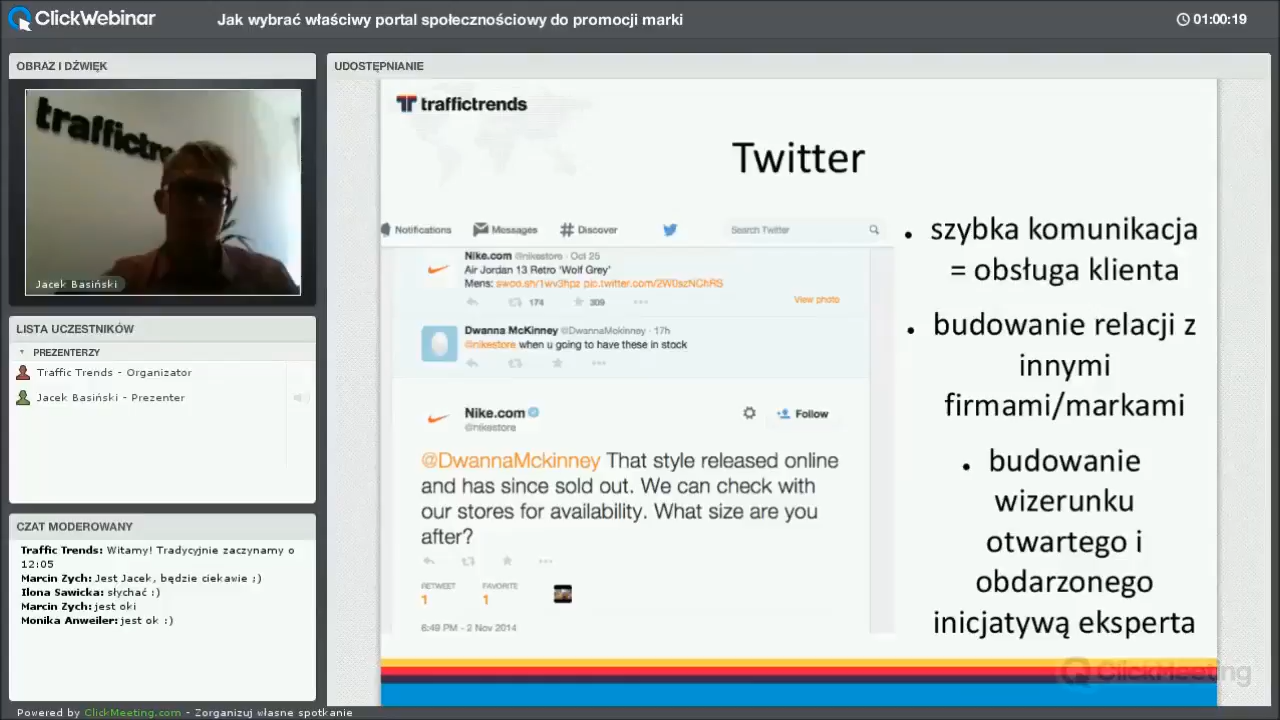 ClickWebinar
Jak wybrać właściwy portal społecznościowy do promocji marki
01:00:19
OBRAZ I DŹWIĘK
traffictre
Jacek Basiński
LISTA UCZESTNIKÓW
PREZENTERZY
Traffic Trends - Organizator
Jacek Basiński - Prezenter
CZAT MODEROWANY
Traffic Trends: Witamy! Tradycyjnie zaczynamy o
12:05
Marcin Zych: Jest Jacek, będzie ciekawie ;)
Ilona Sawicka: słychać :)
Marcin Zych: jest oki
Monika Anweiler: jest ok :)
UDOSTĘPNIANIE
traffictrends
Twitter
Notifications Messages Discover Search Twitter
Nike.com @nikestore · Oct 25
Air Jordan 13 Retro 'Wolf Grey'
Mens: swoo.sh/1wv3hpz pic.twitter.com/2W0szNChRS
174 309
View photo
Dwanna McKinney @DwannaMckinney · 17h
@nikestore when u going to have these in stock
Nike.com
@nikestore
Follow
@DwannaMckinney That style released online
and has since sold out. We can check with
our stores for availability. What size are you
after?
RETWEET FAVORITE
1 1
6:49 PM - 2 Nov 2014
• szybka komunikacja
= obsługa klienta
• budowanie relacji z
innymi
firmami/markami
• budowanie
wizerunku
otwartego i
obdarzonego
inicjatywą eksperta
ClickMeeting
Powered by ClickMeeting.com - Zorganizuj własne spotkanie